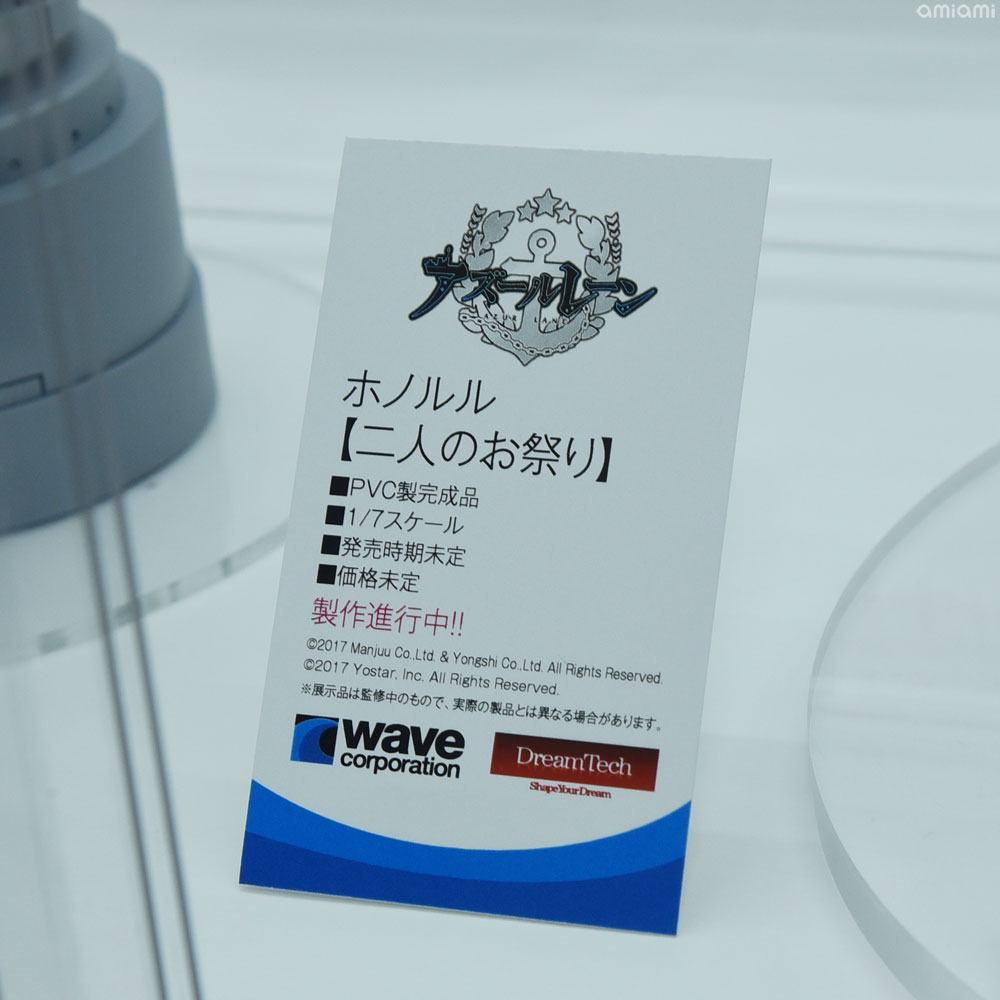 amiami
アズールレーン
AZUR LANE
ホノルル
【二人のお祭り】
■PVC製完成品
■1/7スケール
■発売時期未定
■価格未定
製作進行中!!
©2017 Manjuu Co.,Ltd. & Yongshi Co.,Ltd. All Rights Reserved.
©2017 Yostar, Inc. All Rights Reserved.
※展示品は監修中のもので、実際の製品とは異なる場合があります。
wave
corporation
DreamTech
ShapeYourDream